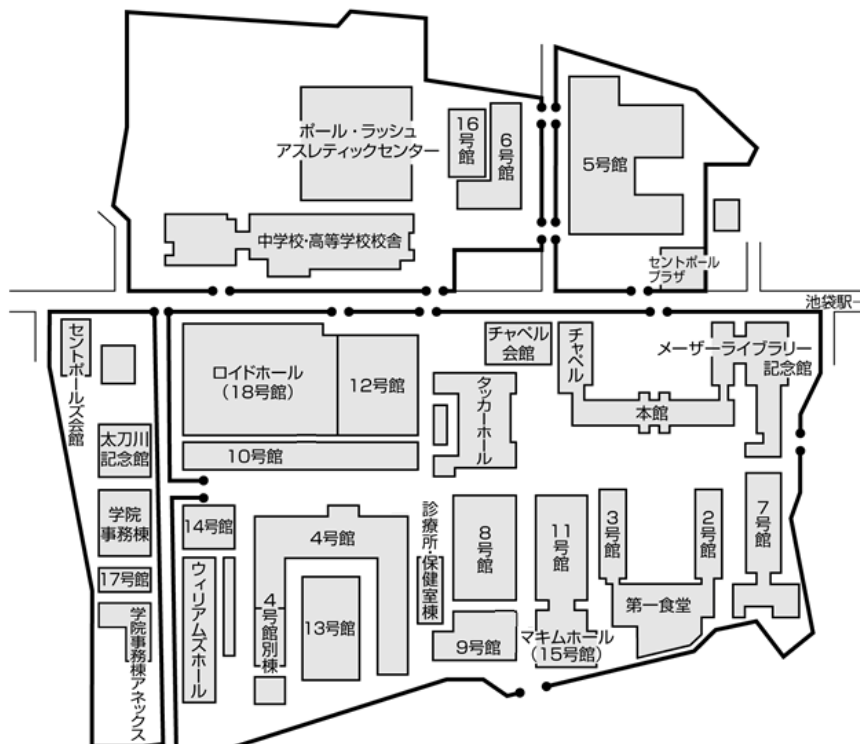 ポール・ラッシュ
アスレティックセンター
16号館
6号館
5号館
中学校・高等学校校舎
セントポール
プラザ
池袋駅
セントポールズ会館
ロイドホール
(18号館)
12号館
チャペル
会館
チャペル
メーザーライブラリー
記念館
タッカーホール
本館
太刀川
記念館
10号館
学院
事務棟
14号館
4号館
診療所・保健室棟
8号館
11号館
3号館
2号館
7号館
17号館
ウィリアムズホール
4号館別棟
13号館
第一食堂
学院事務棟アネックス
9号館
マキムホール
(15号館)